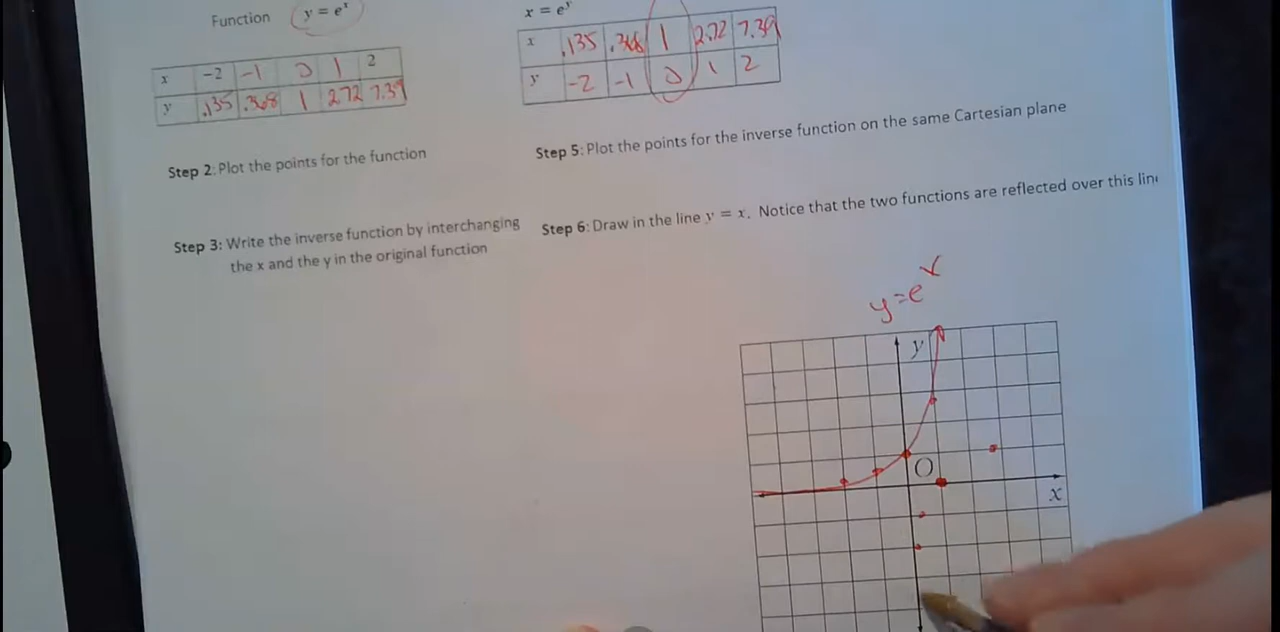 Function y = eˣ
x -2 -1 0 1 2
y .135 .368 1 2.72 7.39
Step 2: Plot the points for the function
Step 3: Write the inverse function by interchanging
the x and the y in the original function
x = eʸ
x .135 .368 1 2.72 7.39
y -2 -1 0 1 2
Step 5: Plot the points for the inverse function on the same Cartesian plane
Step 6: Draw in the line y = x. Notice that the two functions are reflected over this
y=eˣ
y
O
x